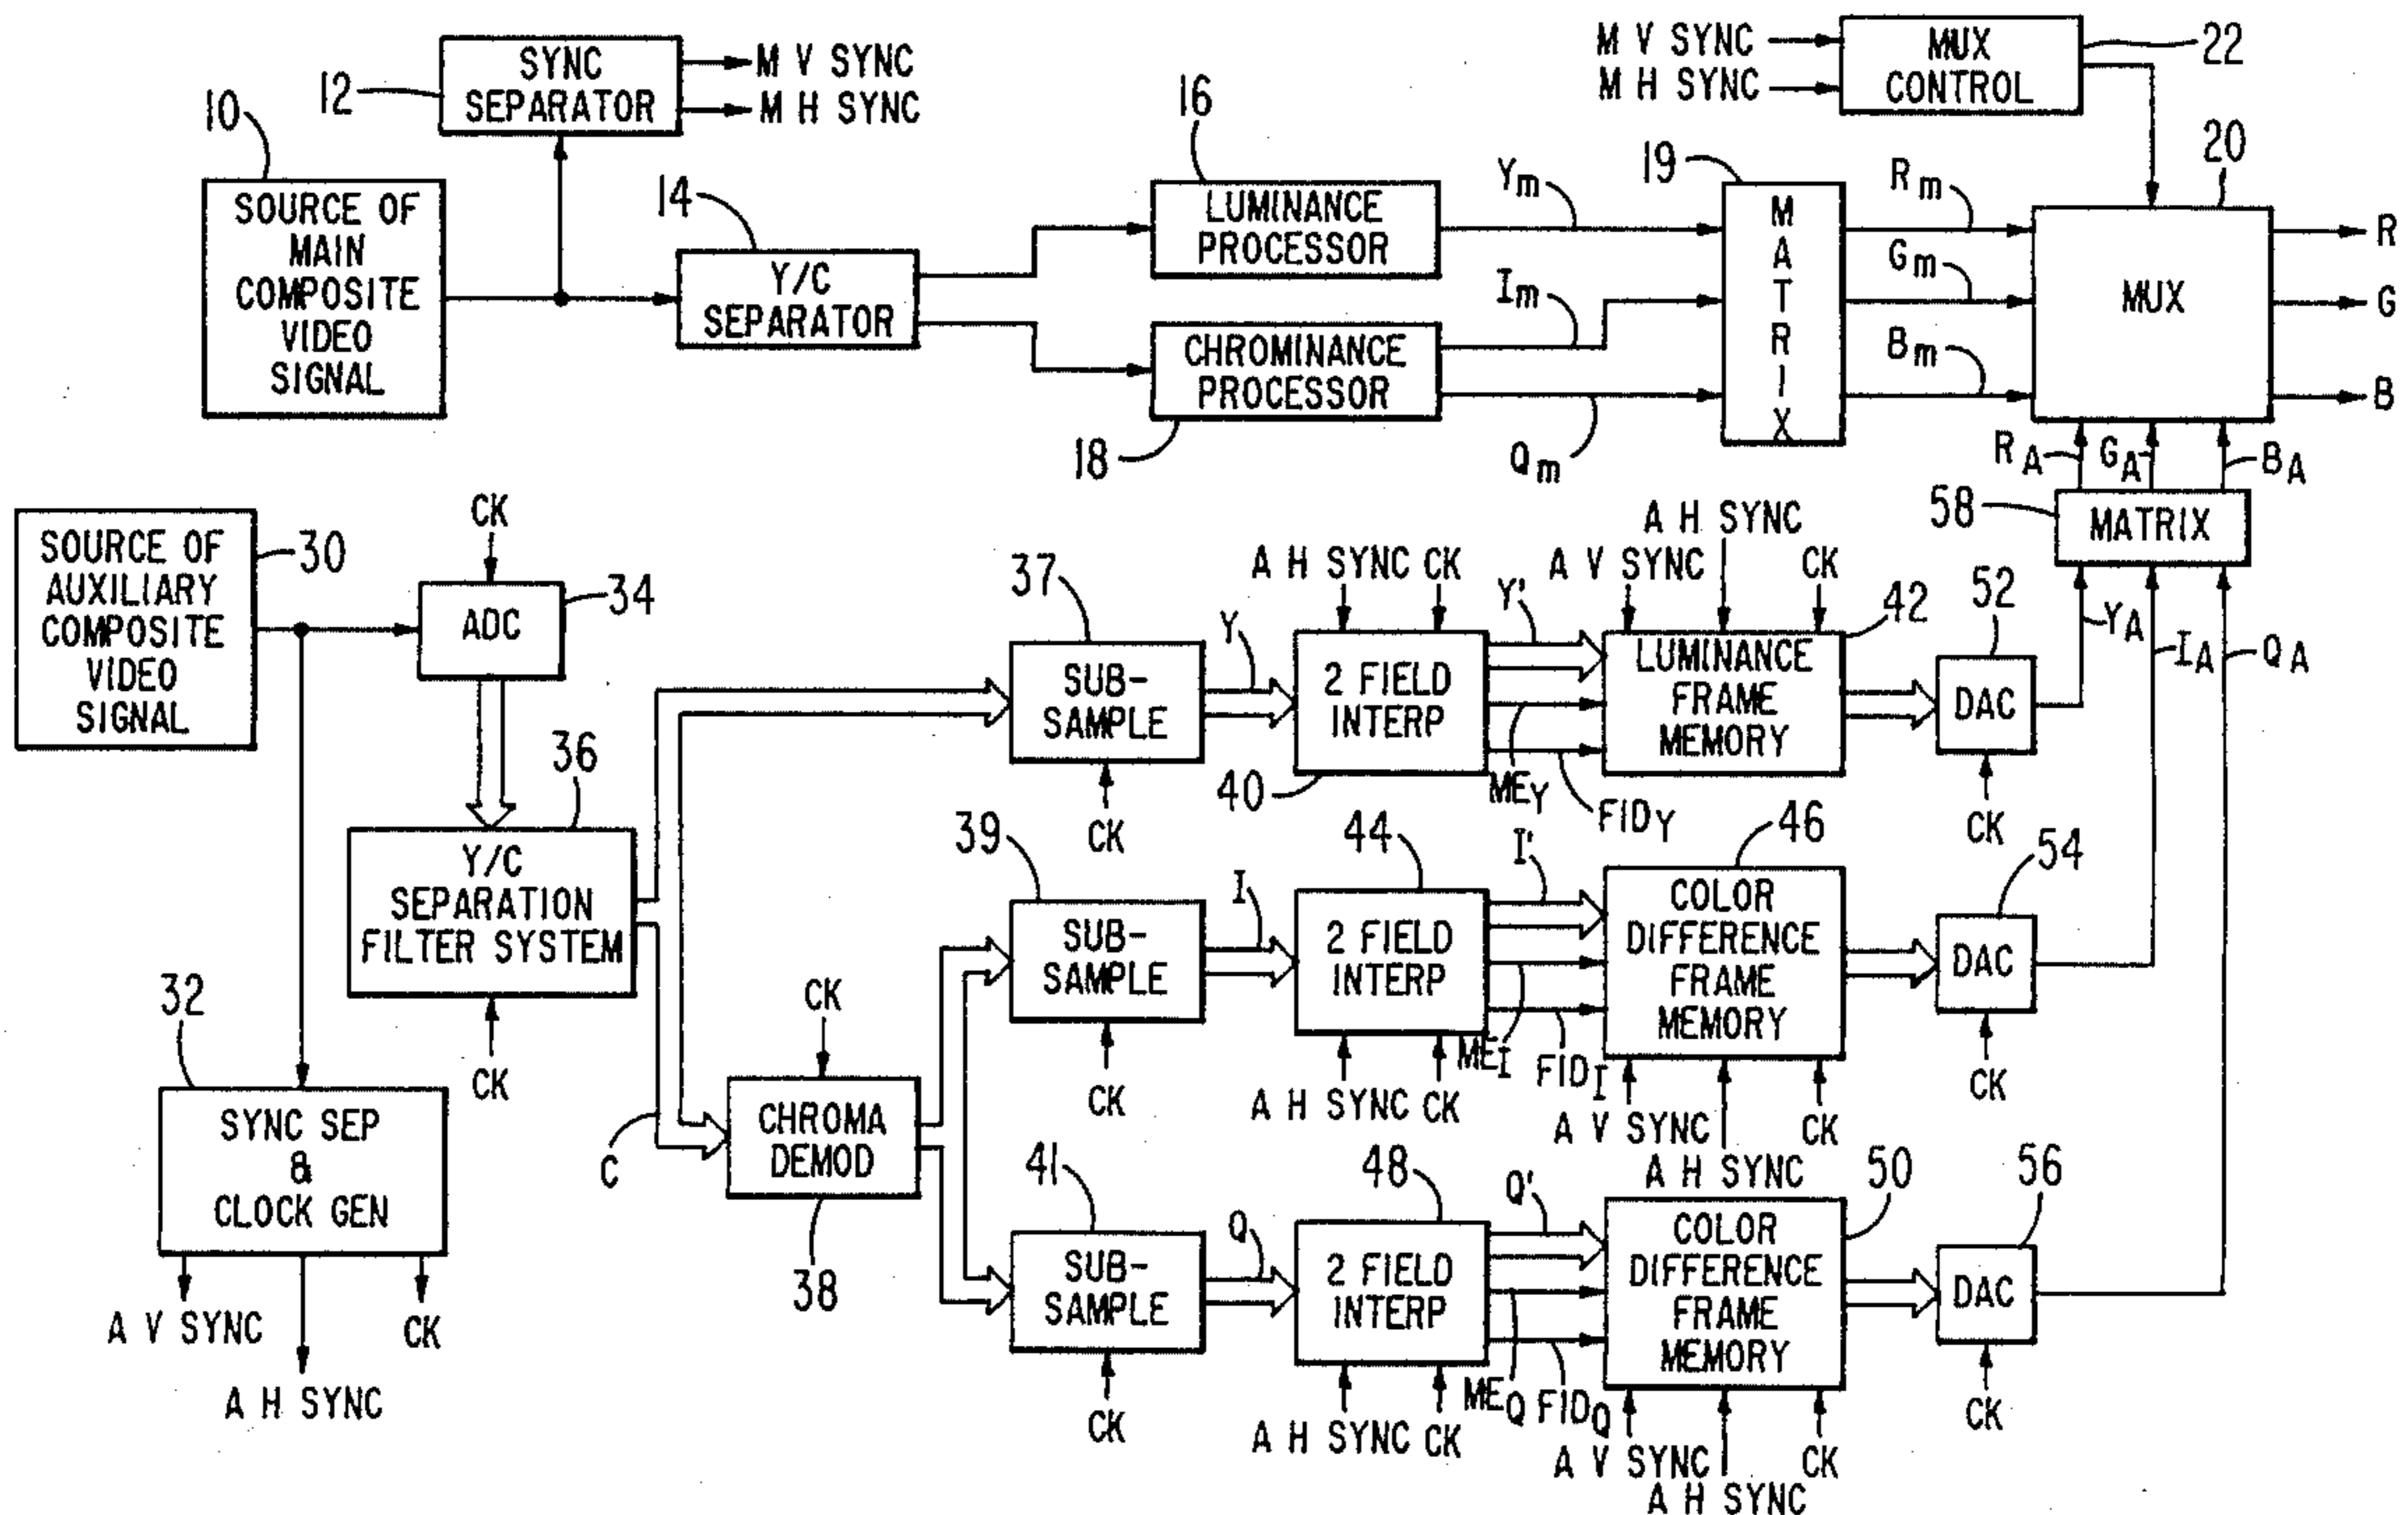 M V SYNC
M H SYNC
MUX
CONTROL
22
12
SYNC
SEPARATOR
M V SYNC
M H SYNC
10
SOURCE OF
MAIN
COMPOSITE
VIDEO
SIGNAL
14
Y/C
SEPARATOR
16
LUMINANCE
PROCESSOR
CHROMINANCE
PROCESSOR
18
Ym
Im
Qm
19
MATRIX
Rm
Gm
Bm
20
MUX
R
G
B
RA
GA
BA
58
MATRIX
YA
IA
QA
SOURCE OF
AUXILIARY
COMPOSITE
VIDEO
SIGNAL
30
CK
ADC
34
36
Y/C
SEPARATION
FILTER SYSTEM
CK
32
SYNC SEP
&
CLOCK GEN
A V SYNC
A H SYNC
CK
C
CK
CHROMA
DEMOD
38
37
SUB-
SAMPLE
CK
Y
A H SYNC CK
2 FIELD
INTERP
40
Y'
MEY
FIDY
A H SYNC
A V SYNC
CK
42
LUMINANCE
FRAME
MEMORY
52
DAC
CK
39
SUB-
SAMPLE
CK
I
44
2 FIELD
INTERP
A H SYNC CK
I'
MEI
FIDI
46
COLOR
DIFFERENCE
FRAME
MEMORY
A V SYNC
A H SYNC
CK
54
DAC
CK
41
SUB-
SAMPLE
CK
Q
48
2 FIELD
INTERP
A H SYNC CK
Q'
MEQ
FIDQ
50
COLOR
DIFFERENCE
FRAME
MEMORY
A V SYNC
A H SYNC
CK
56
DAC
CK